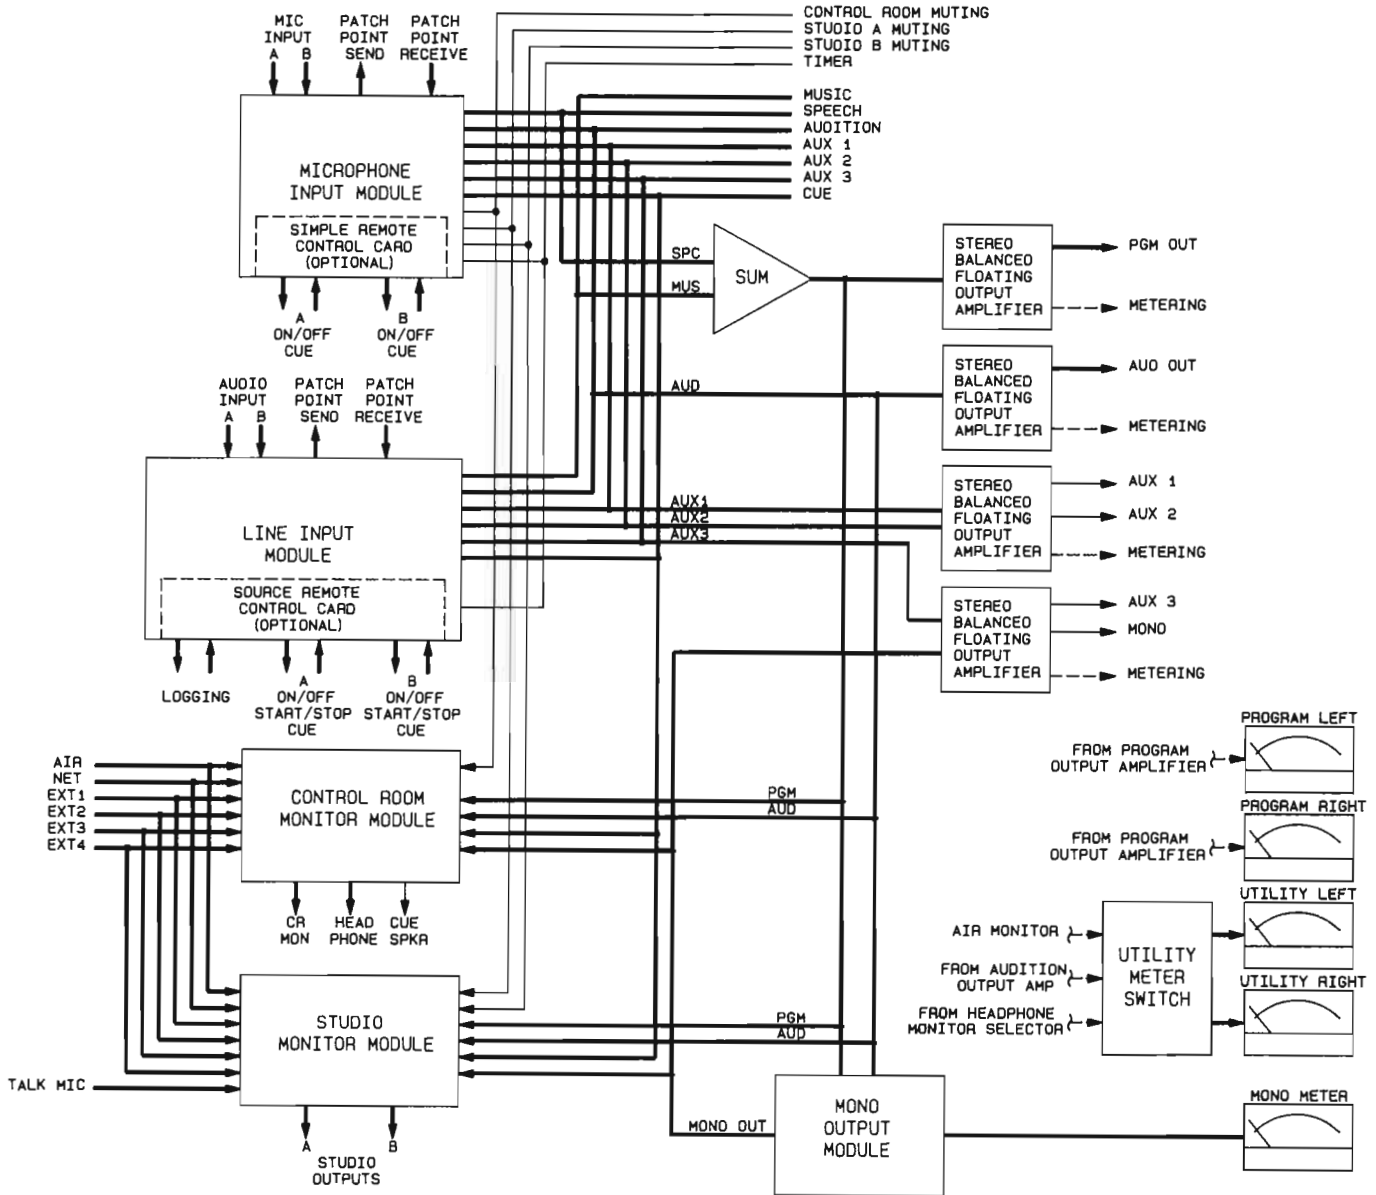 MIC
INPUT
A B
PATCH
POINT
SEND
PATCH
POINT
RECEIVE
CONTROL ROOM MUTING
STUDIO A MUTING
STUDIO B MUTING
TIMER
MUSIC
SPEECH
AUDITION
AUX 1
AUX 2
AUX 3
CUE
MICROPHONE
INPUT MODULE
SIMPLE REMOTE
CONTROL CARD
(OPTIONAL)
A
ON/OFF
CUE
B
ON/OFF
CUE
SPC
MUS
SUM
STEREO
BALANCED
FLOATING
OUTPUT
AMPLIFIER
PGM OUT
METERING
AUDIO
INPUT
A B
PATCH
POINT
SEND
PATCH
POINT
RECEIVE
AUD
STEREO
BALANCED
FLOATING
OUTPUT
AMPLIFIER
AUO OUT
METERING
LINE INPUT
MODULE
SOURCE REMOTE
CONTROL CARD
(OPTIONAL)
AUX1
AUX2
AUX3
STEREO
BALANCED
FLOATING
OUTPUT
AMPLIFIER
AUX 1
AUX 2
METERING
LOGGING
A
ON/OFF
START/STOP
CUE
B
ON/OFF
START/STOP
CUE
STEREO
BALANCED
FLOATING
OUTPUT
AMPLIFIER
AUX 3
MONO
METERING
AIR
NET
EXT1
EXT2
EXT3
EXT4
CONTROL ROOM
MONITOR MODULE
PGM
AUD
CR
MON
HEAD
PHONE
CUE
SPKR
FROM PROGRAM
OUTPUT AMPLIFIER
PROGRAM LEFT
FROM PROGRAM
OUTPUT AMPLIFIER
PROGRAM RIGHT
AIR MONITOR
FROM AUDITION
OUTPUT AMP
FROM HEADPHONE
MONITOR SELECTOR
UTILITY
METER
SWITCH
UTILITY LEFT
UTILITY RIGHT
STUDIO
MONITOR MODULE
PGM
AUD
TALK MIC
A
B
STUDIO
OUTPUTS
MONO OUT
MONO
OUTPUT
MODULE
MONO METER